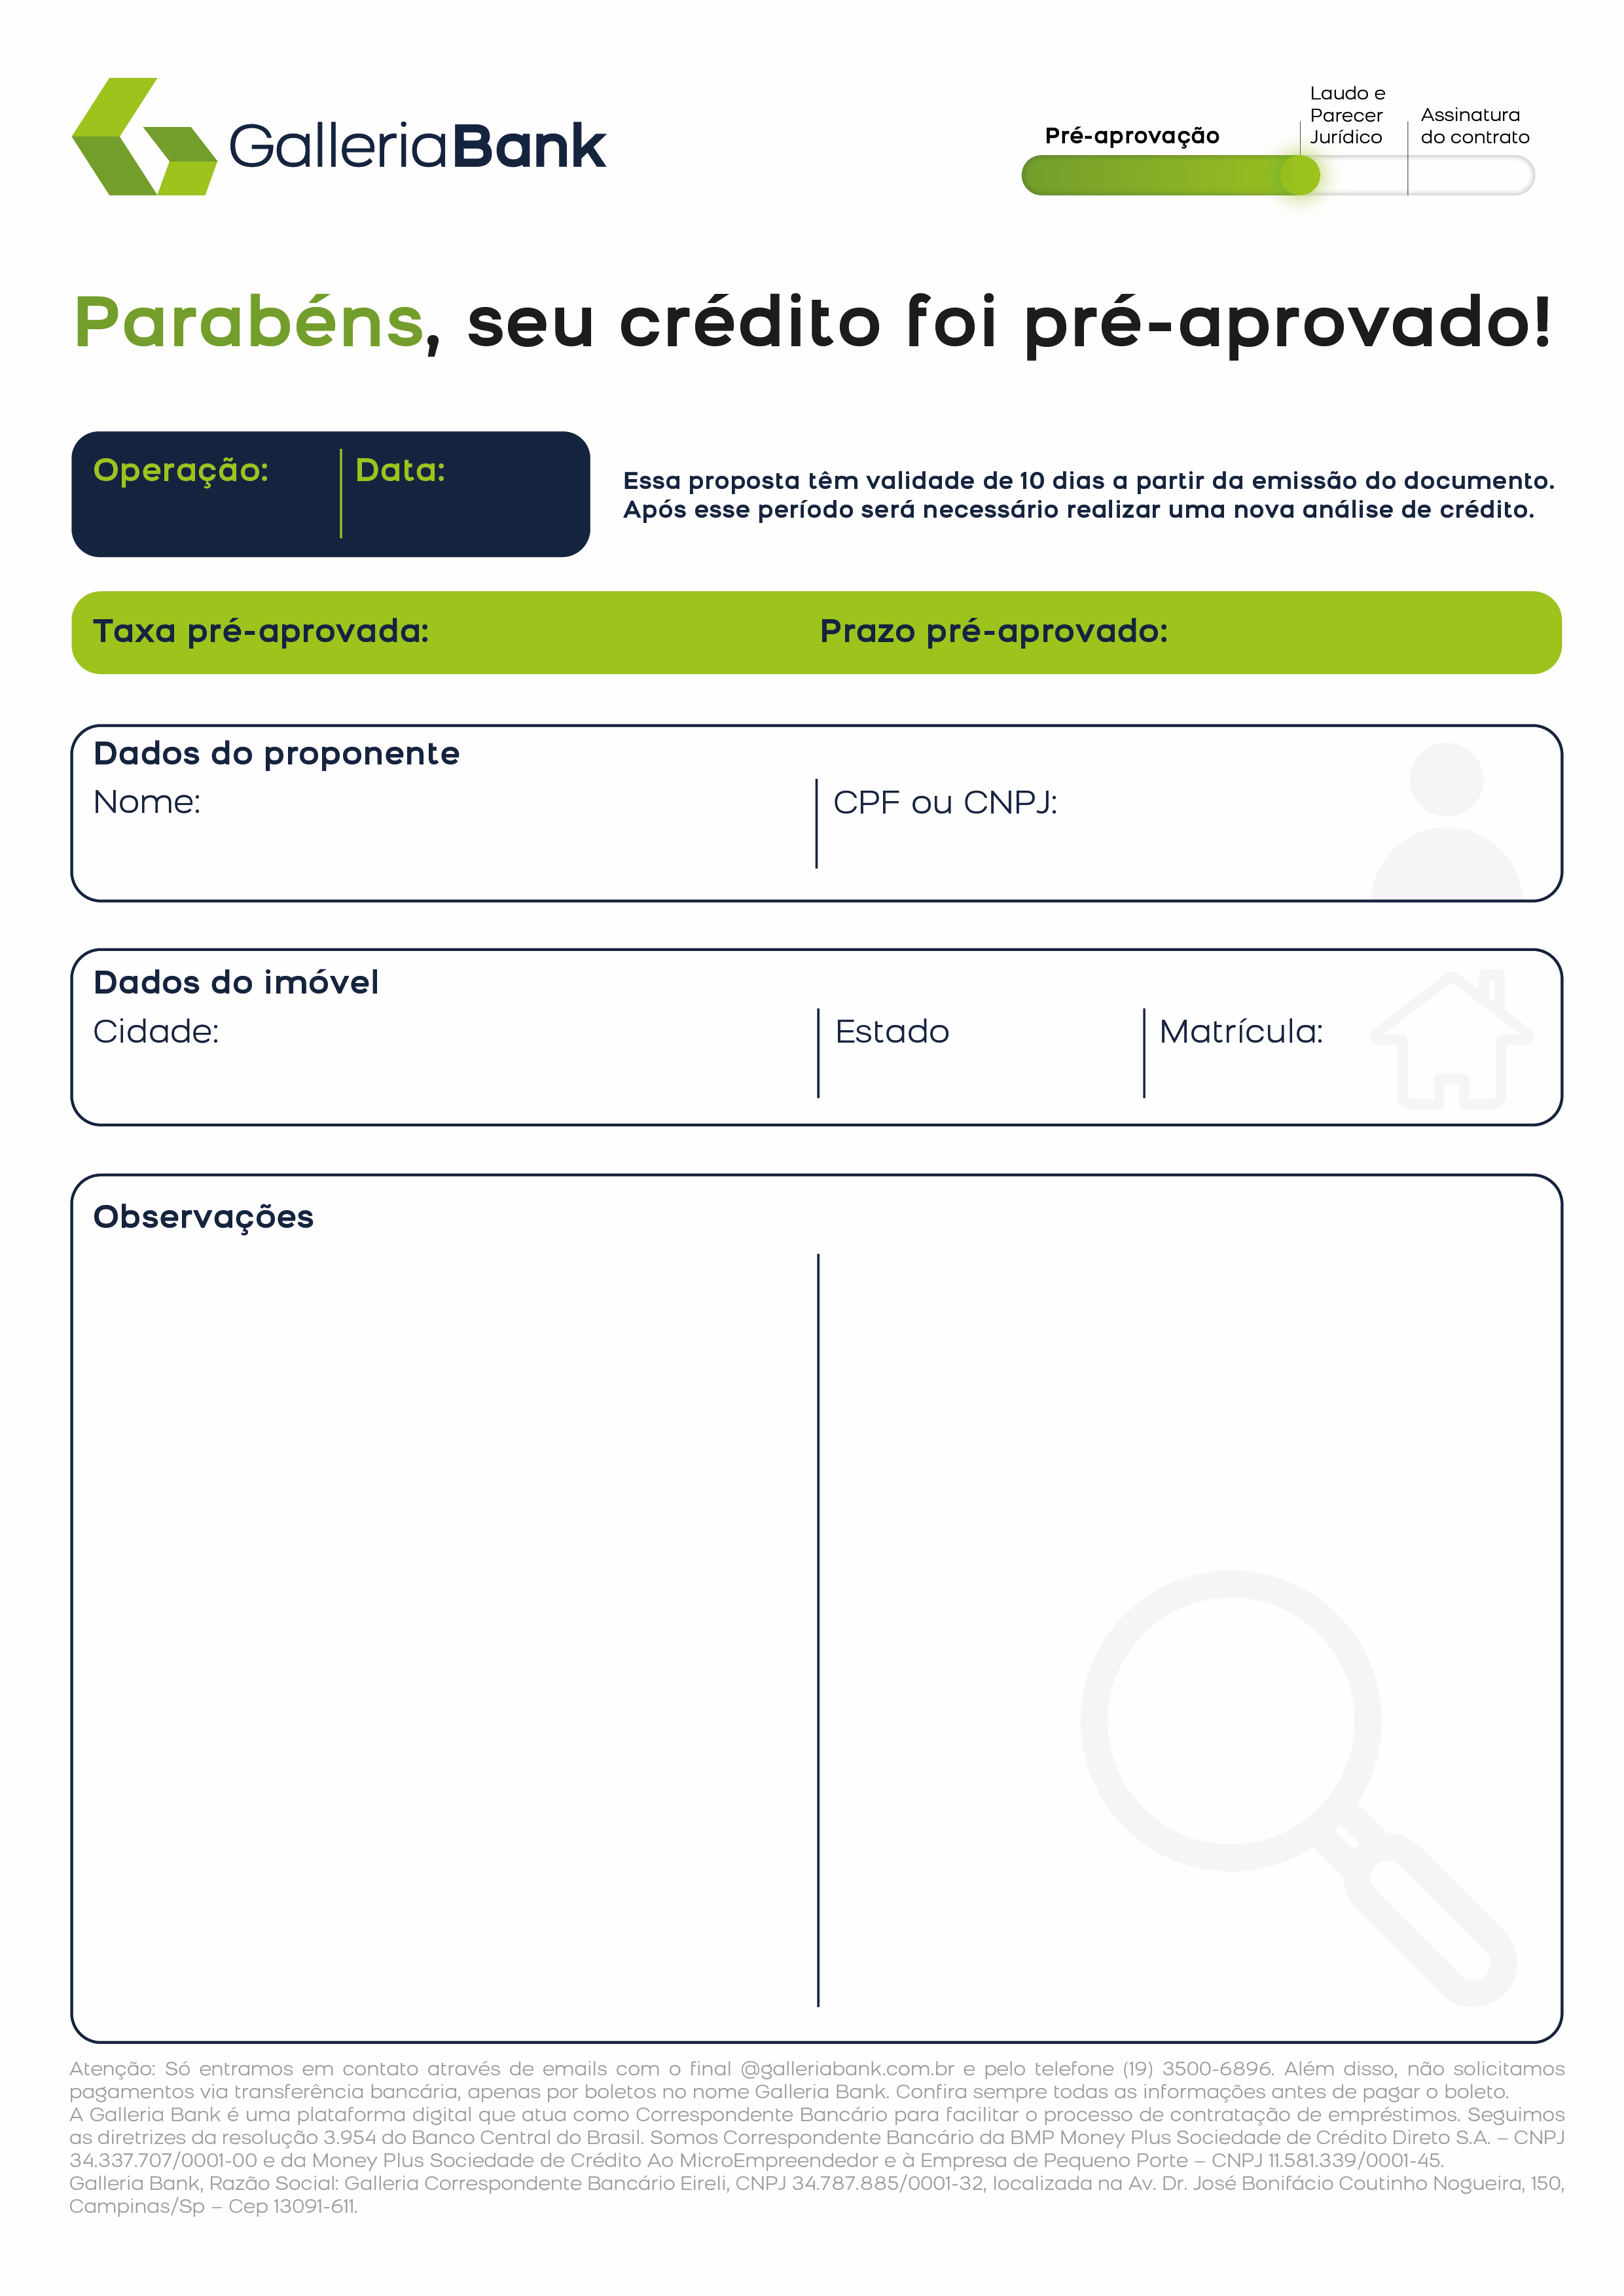 GalleriaBank
Pré-aprovação
Laudo e
Parecer
Jurídico
Assinatura
do contrato
Parabéns, seu crédito foi pré-aprovado!
Operação:
Data:
Essa proposta têm validade de 10 dias a partir da emissão do documento.
Após esse período será necessário realizar uma nova análise de crédito.
Taxa pré-aprovada:
Prazo pré-aprovado:
Dados do proponente
Nome:
CPF ou CNPJ:
Dados do imóvel
Cidade:
Estado
Matrícula:
Observações
Atenção: Só entramos em contato através de emails com o final @galleriabank.com.br e pelo telefone (19) 3500-6896. Além disso, não solicitamos
pagamentos via transferência bancária, apenas por boletos no nome Galleria Bank. Confira sempre todas as informações antes de pagar o boleto.
A Galleria Bank é uma plataforma digital que atua como Correspondente Bancário para facilitar o processo de contratação de empréstimos. Seguimos
as diretrizes da resolução 3.954 do Banco Central do Brasil. Somos Correspondente Bancário da BMP Money Plus Sociedade de Crédito Direto S.A. – CNPJ
34.337.707/0001-00 e da Money Plus Sociedade de Crédito Ao MicroEmpreendedor e à Empresa de Pequeno Porte – CNPJ 11.581.339/0001-45.
Galleria Bank, Razão Social: Galleria Correspondente Bancário Eireli, CNPJ 34.787.885/0001-32, localizada na Av. Dr. José Bonifácio Coutinho Nogueira, 150,
Campinas/Sp – Cep 13091-611.